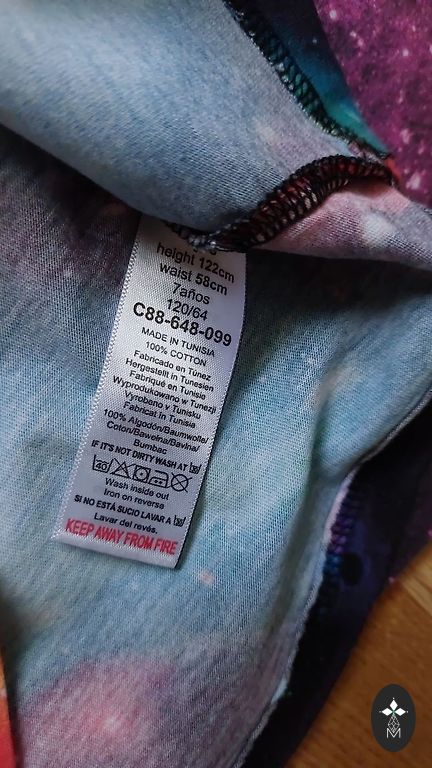 height 122cm
waist 58cm
7años
120/64
C88-648-099
MADE IN TUNISIA
100% COTTON
Fabricado en Túnez
Hergestellt in Tunesien
Fabriqué en Tunisie
Wyprodukowano w Tunezji
Vyrobeno v Tunisku
Fabricat in Tunisia
100% Algodón/Baumwolle/
Coton/Bawełna/Bavlna/
Bumbac
IF IT'S NOT DIRTY WASH AT 30
40
Wash inside out
Iron on reverse
SI NO ESTÁ SUCIO LAVAR A 30
Lavar del revés.
KEEP AWAY FROM FIRE
M